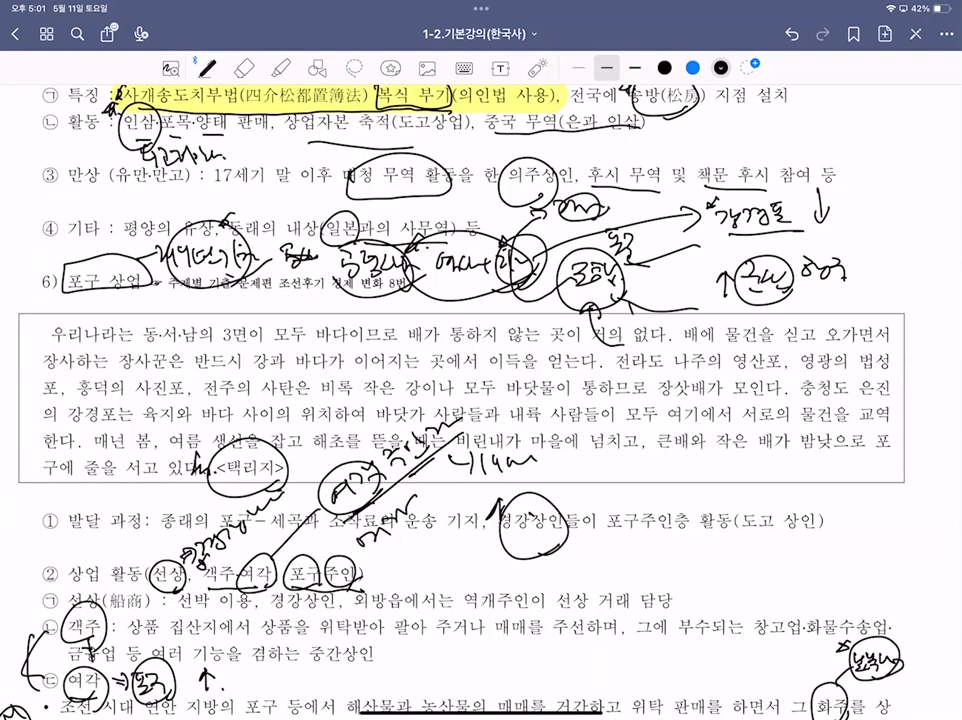 오후 5:01 5월 11일 토요일
42%
1-2.기본강의(한국사)
㉠ 특징 : 사개송도치부법(四介松都置簿法) 복식 부기(의인법 사용), 전국에 송방(松房) 지점 설치
㉡ 활동 : 인삼·포목·양태 판매, 상업자본 축적(도고상업), 중국 무역(은과 인삼)
③ 만상 (유만·만고) : 17세기 말 이후 대청 무역 활동을 한 의주상인, 후시 무역 및 책문 후시 참여 등
강경포
④ 기타 : 평양의 유상, 동래의 내상(일본과의 사무역) 등
6) 포구 상업 ☞ 주제별 기출 문제편 조선후기 경제 변화 8번
우리나라는 동·서·남의 3면이 모두 바다이므로 배가 통하지 않는 곳이 거의 없다. 배에 물건을 싣고 오가면서
장사하는 장사꾼은 반드시 강과 바다가 이어지는 곳에서 이득을 얻는다. 전라도 나주의 영산포, 영광의 법성
포, 흥덕의 사진포, 전주의 사탄은 비록 작은 강이나 모두 바닷물이 통하므로 장삿배가 모인다. 충청도 은진
의 강경포는 육지와 바다 사이의 위치하여 바닷가 사람들과 내륙 사람들이 모두 여기에서 서로의 물건을 교역
한다. 매년 봄, 여름 생선을 잡고 해초를 뜯을 때는 비린내가 마을에 넘치고, 큰배와 작은 배가 밤낮으로 포
구에 줄을 서고 있다. <택리지>
여각
① 발달 과정: 종래의 포구 - 세곡과 소작료의 운송 기지, 경강상인들이 포구주인층 활동(도고 상인)
② 상업 활동(선상, 객주·여각, 포구주인)
㉠ 선상(船商) : 선박 이용, 경강상인, 외방읍에서는 역개주인이 선상 거래 담당
㉡ 객주 : 상품 집산지에서 상품을 위탁받아 팔아 주거나 매매를 주선하며, 그에 부수되는 창고업·화물수송업·
금융업 등 여러 기능을 겸하는 중간상인
㉢ 여각 ⇒ 포구 ↑.
• 조선 시대 연안 지방의 포구 등에서 해산물과 농산물의 매매를 거간하고 위탁 판매를 하면서 그 화주를 상